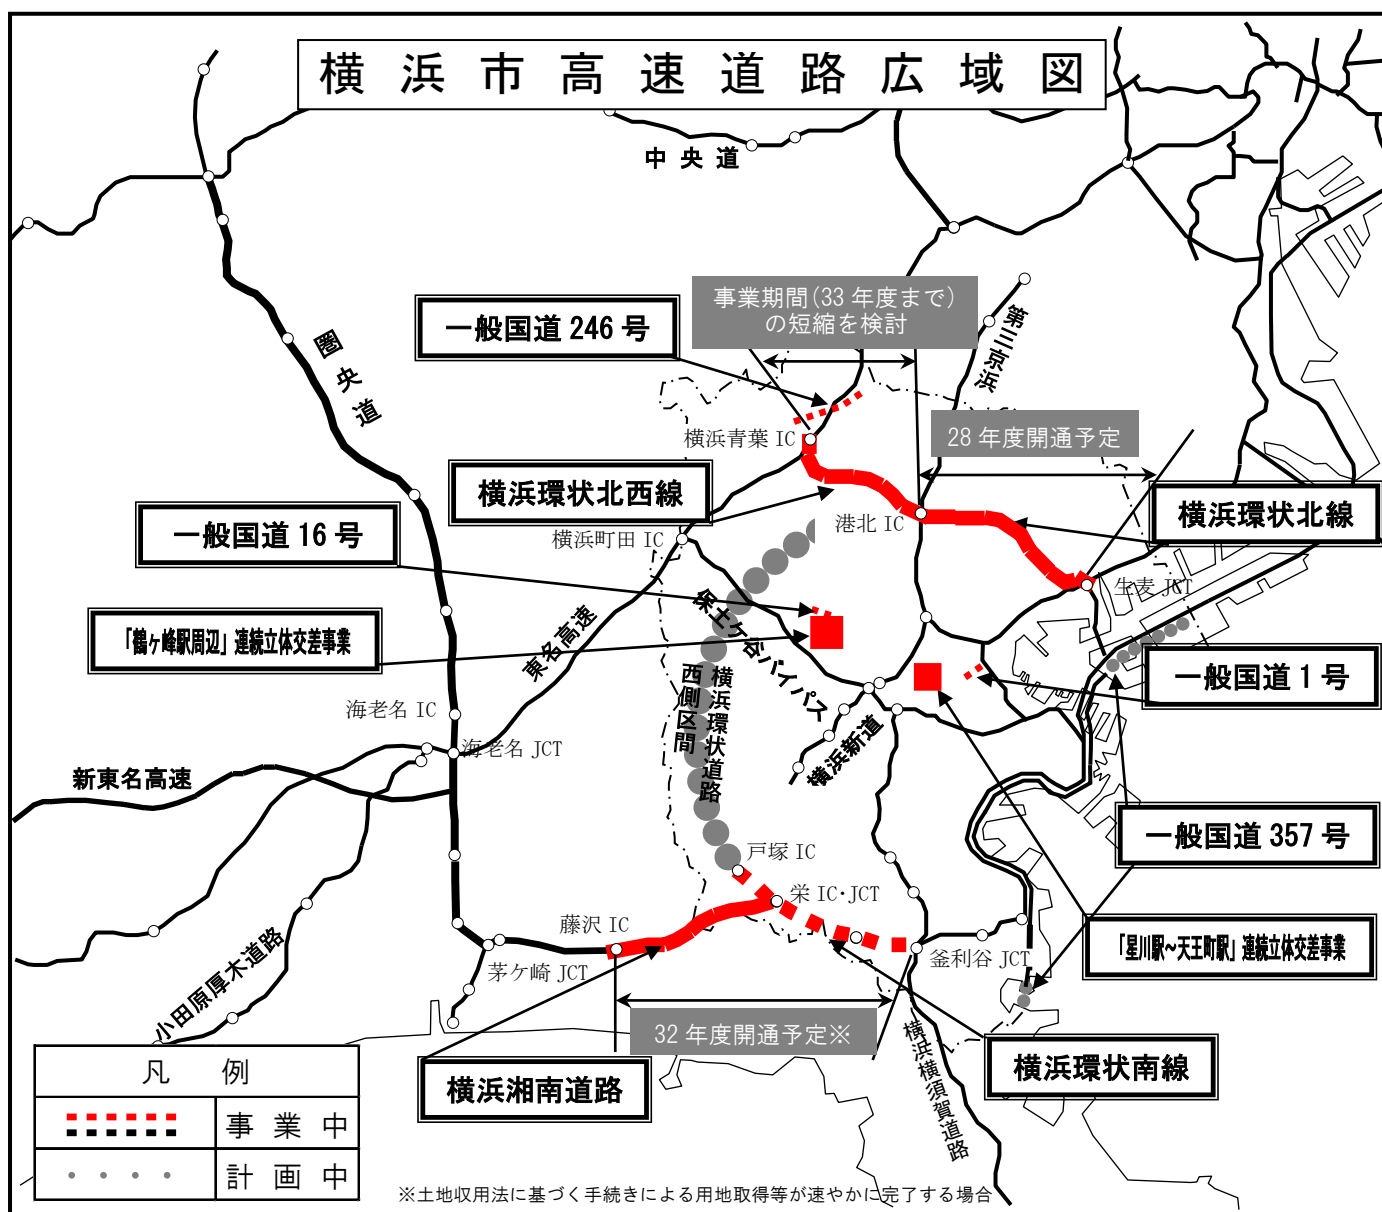 横浜市高速道路広域図
中央道
事業期間(33年度まで)
の短縮を検討
一般国道246号
第三京浜
圏央道
28年度開通予定
横浜青葉 IC
横浜環状北西線
横浜環状北線
一般国道16号
港北 IC
横浜町田 IC
生麦 JCT
保土ケ谷バイパス
「鶴ヶ峰駅周辺」連続立体交差事業
東名高速
一般国道1号
横浜環状道路
西側区間
海老名 IC
横浜新道
海老名 JCT
新東名高速
一般国道357号
戸塚 IC
栄 IC・JCT
藤沢 IC
「星川駅～天王町駅」連続立体交差事業
釜利谷 JCT
茅ケ崎 JCT
小田原厚木道路
32年度開通予定※
横浜横須賀道路
横浜環状南線
横浜湘南道路
凡例
事業中
計画中
※土地収用法に基づく手続きによる用地取得等が速やかに完了する場合